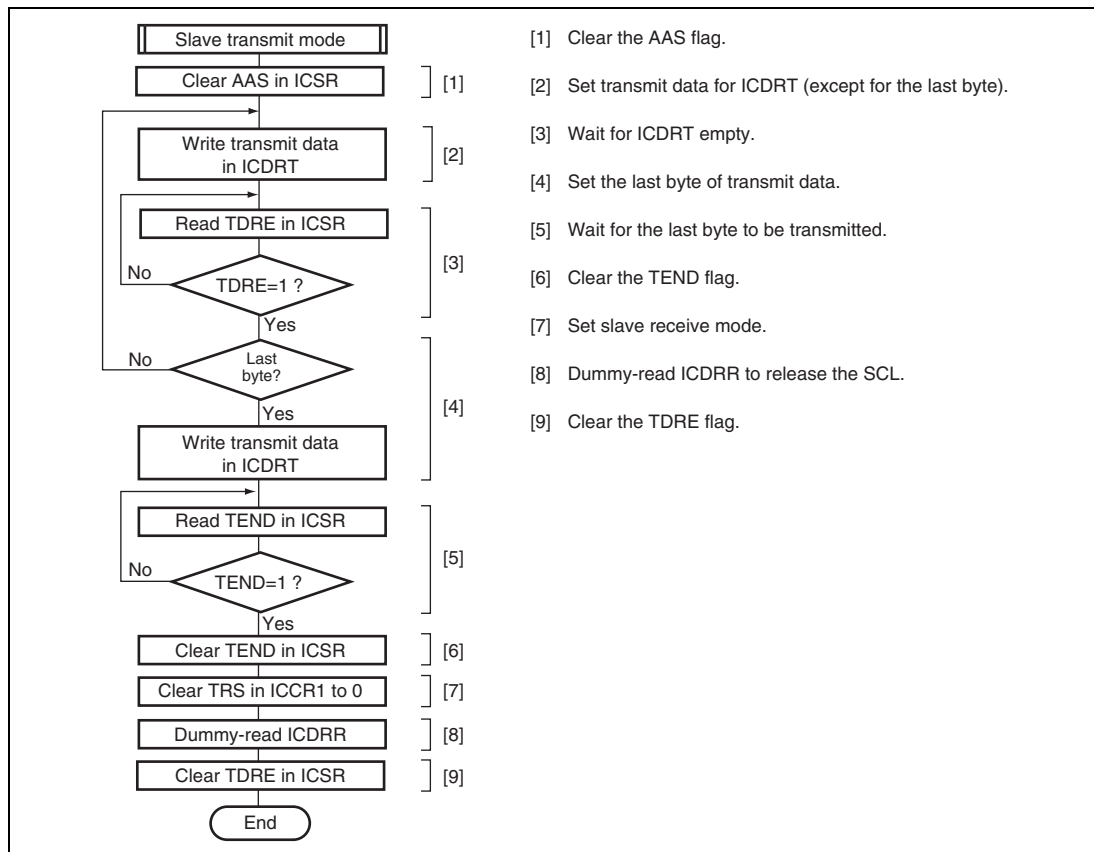 Slave transmit mode
Clear AAS in ICSR
[1]
Write transmit data
in ICDRT
[2]
Read TDRE in ICSR
No
TDRE=1 ?
[3]
Yes
No
Last
byte?
[4]
Yes
Write transmit data
in ICDRT
Read TEND in ICSR
No
TEND=1 ?
[5]
Yes
Clear TEND in ICSR
[6]
Clear TRS in ICCR1 to 0
[7]
Dummy-read ICDRR
[8]
Clear TDRE in ICSR
[9]
End
[1] Clear the AAS flag.
[2] Set transmit data for ICDRT (except for the last byte).
[3] Wait for ICDRT empty.
[4] Set the last byte of transmit data.
[5] Wait for the last byte to be transmitted.
[6] Clear the TEND flag.
[7] Set slave receive mode.
[8] Dummy-read ICDRR to release the SCL.
[9] Clear the TDRE flag.